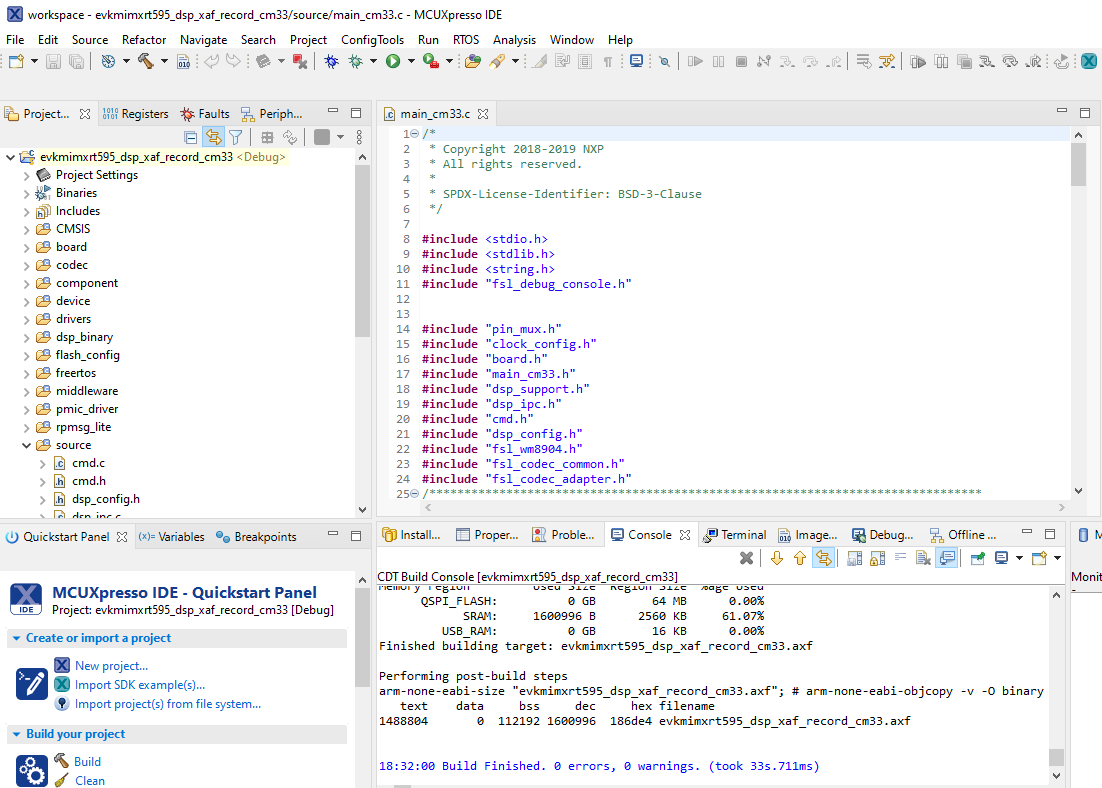 workspace - evkmimxrt595_dsp_xaf_record_cm33/source/main_cm33.c - MCUXpresso IDE
File Edit Source Refactor Navigate Search Project ConfigTools Run RTOS Analysis Window Help
Project... Registers Faults Periph...
evkmimxrt595_dsp_xaf_record_cm33 <Debug>
Project Settings
Binaries
Includes
CMSIS
board
codec
component
device
drivers
dsp_binary
flash_config
freertos
middleware
pmic_driver
rpmsg_lite
source
cmd.c
cmd.h
dsp_config.h
dsp_ipc.c
main_cm33.c
1 /*
2 * Copyright 2018-2019 NXP
3 * All rights reserved.
4 *
5 * SPDX-License-Identifier: BSD-3-Clause
6 */
7
8 #include <stdio.h>
9 #include <stdlib.h>
10 #include <string.h>
11 #include "fsl_debug_console.h"
12
13
14 #include "pin_mux.h"
15 #include "clock_config.h"
16 #include "board.h"
17 #include "main_cm33.h"
18 #include "dsp_support.h"
19 #include "dsp_ipc.h"
20 #include "cmd.h"
21 #include "dsp_config.h"
22 #include "fsl_wm8904.h"
23 #include "fsl_codec_common.h"
24 #include "fsl_codec_adapter.h"
25 /*******************************************************************************
Quickstart Panel (x)= Variables Breakpoints
IDE
MCUXpresso IDE - Quickstart Panel
Project: evkmimxrt595_dsp_xaf_record_cm33 [Debug]
Create or import a project
New project...
Import SDK example(s)...
Import project(s) from file system...
Build your project
Build
Clean
Install... Proper... Proble... Console Terminal Image... Debug... Offline ...
CDT Build Console [evkmimxrt595_dsp_xaf_record_cm33]
Memory region Used Size Region Size %age Used
QSPI_FLASH: 0 GB 64 MB 0.00%
SRAM: 1600996 B 2560 KB 61.07%
USB_RAM: 0 GB 16 KB 0.00%
Finished building target: evkmimxrt595_dsp_xaf_record_cm33.axf
Performing post-build steps
arm-none-eabi-size "evkmimxrt595_dsp_xaf_record_cm33.axf"; # arm-none-eabi-objcopy -v -O binary
text data bss dec hex filename
1488804 0 112192 1600996 186de4 evkmimxrt595_dsp_xaf_record_cm33.axf
18:32:00 Build Finished. 0 errors, 0 warnings. (took 33s.711ms)
M
Monit